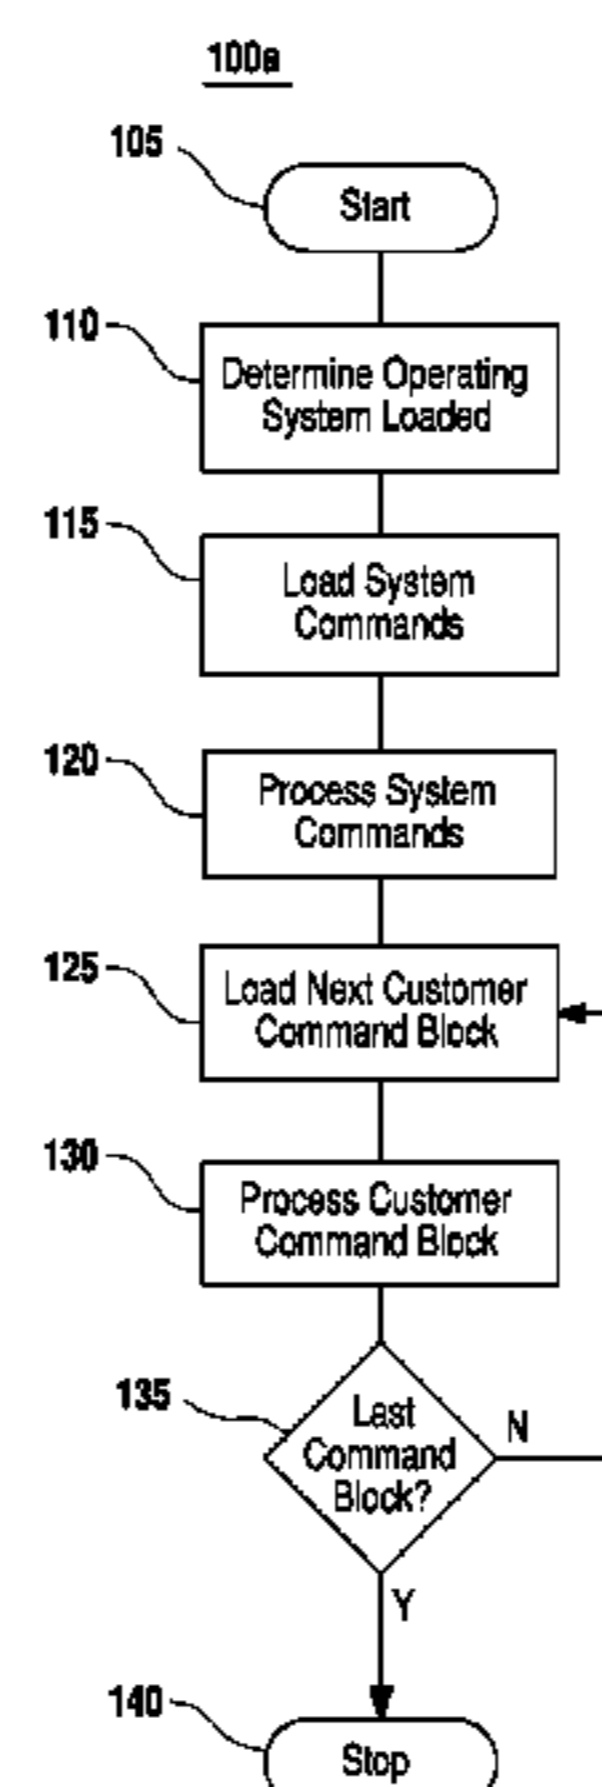 100a
105
Start
110
Determine Operating
System Loaded
115
Load System
Commands
120
Process System
Commands
125
Load Next Customer
Command Block
130
Process Customer
Command Block
135
Last
Command
Block?
N
Y
140
Stop